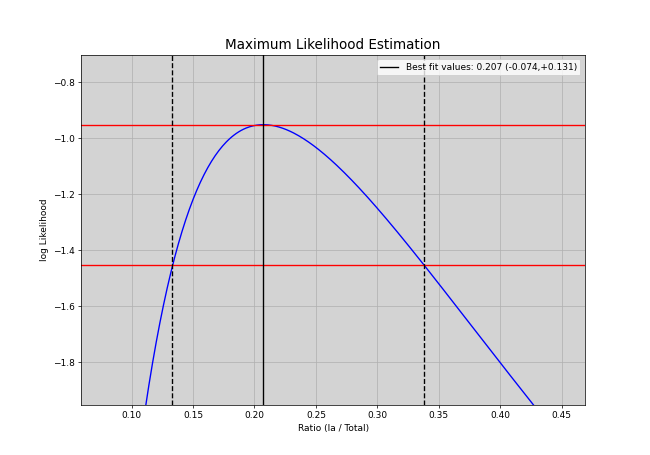 Maximum Likelihood Estimation
Best fit values: 0.207 (-0.074,+0.131)
log Likelihood
−0.8
−1.0
−1.2
−1.4
−1.6
−1.8
0.10 0.15 0.20 0.25 0.30 0.35 0.40 0.45
Ratio (Ia / Total)